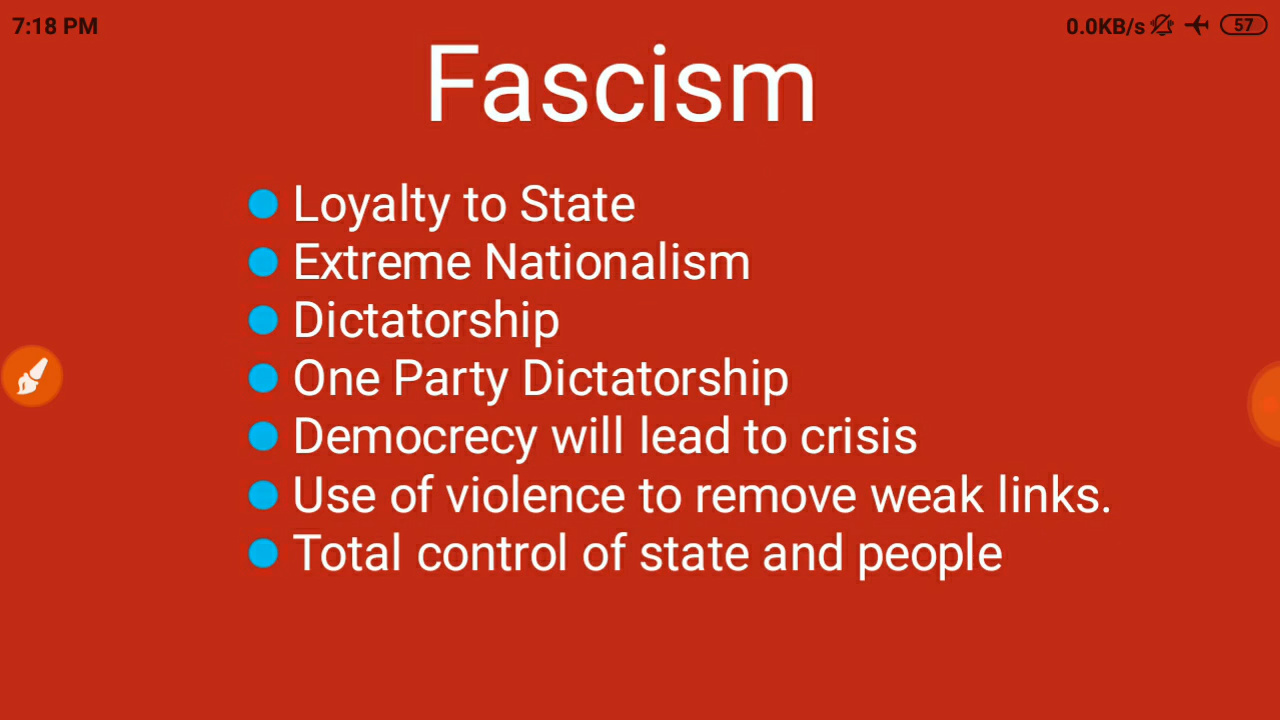 7:18 PM 0.0KB/s 57
Fascism
Loyalty to State
Extreme Nationalism
Dictatorship
One Party Dictatorship
Democrecy will lead to crisis
Use of violence to remove weak links.
Total control of state and people